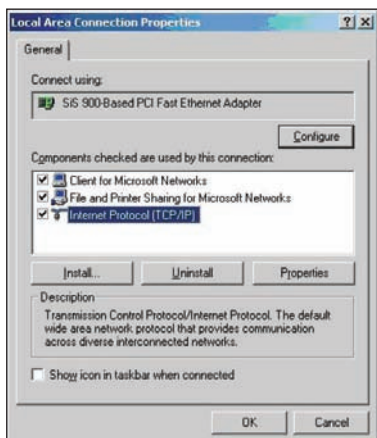 Local Area Connection Properties
General
Connect using:
SiS 900-Based PCI Fast Ethernet Adapter
Configure
Components checked are used by this connection:
Client for Microsoft Networks
File and Printer Sharing for Microsoft Networks
Internet Protocol (TCP/IP)
Install...
Uninstall
Properties
Description
Transmission Control Protocol/Internet Protocol. The default
wide area network protocol that provides communication
across diverse interconnected networks.
Show icon in taskbar when connected
OK
Cancel